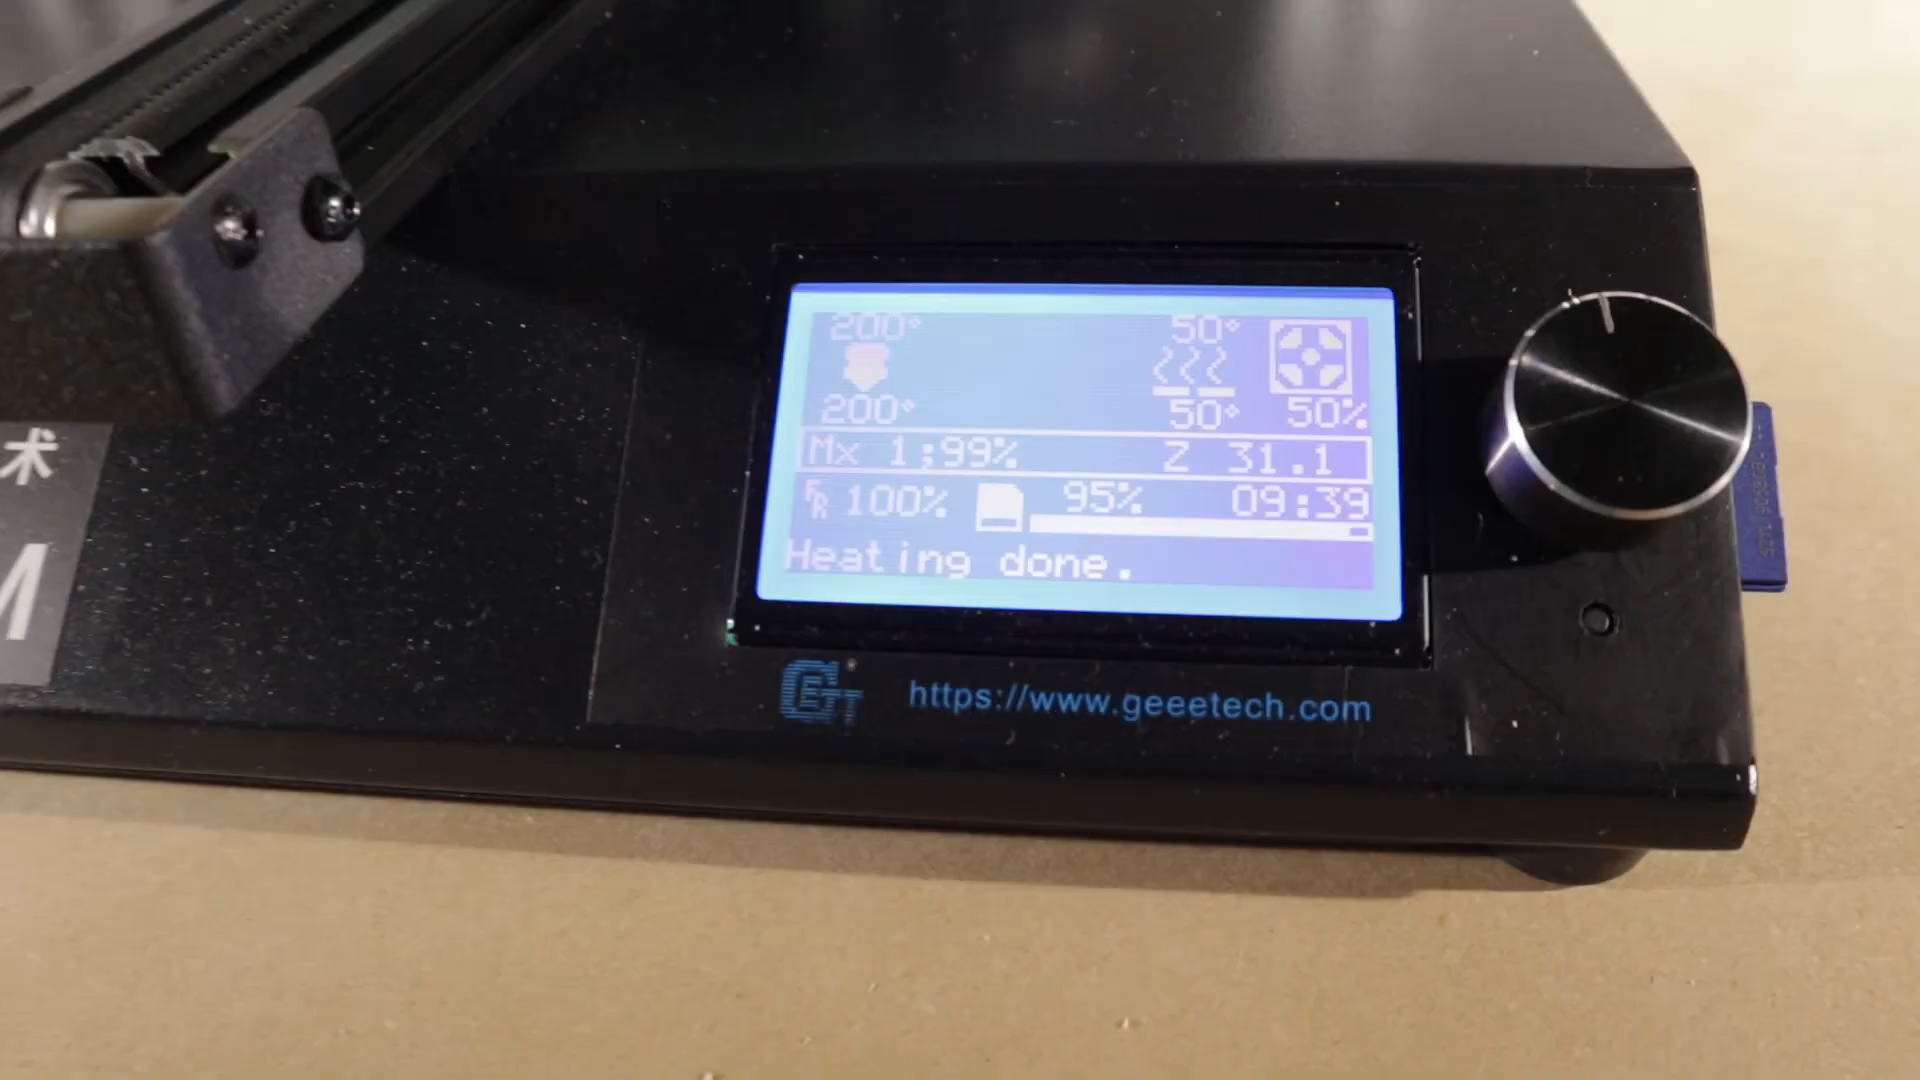 200° 50°
200° 50° 50%
Mx 1;99% Z 31.1
FR 100% 95% 09:39
Heating done.
GEETT https://www.geeetech.com
术
M